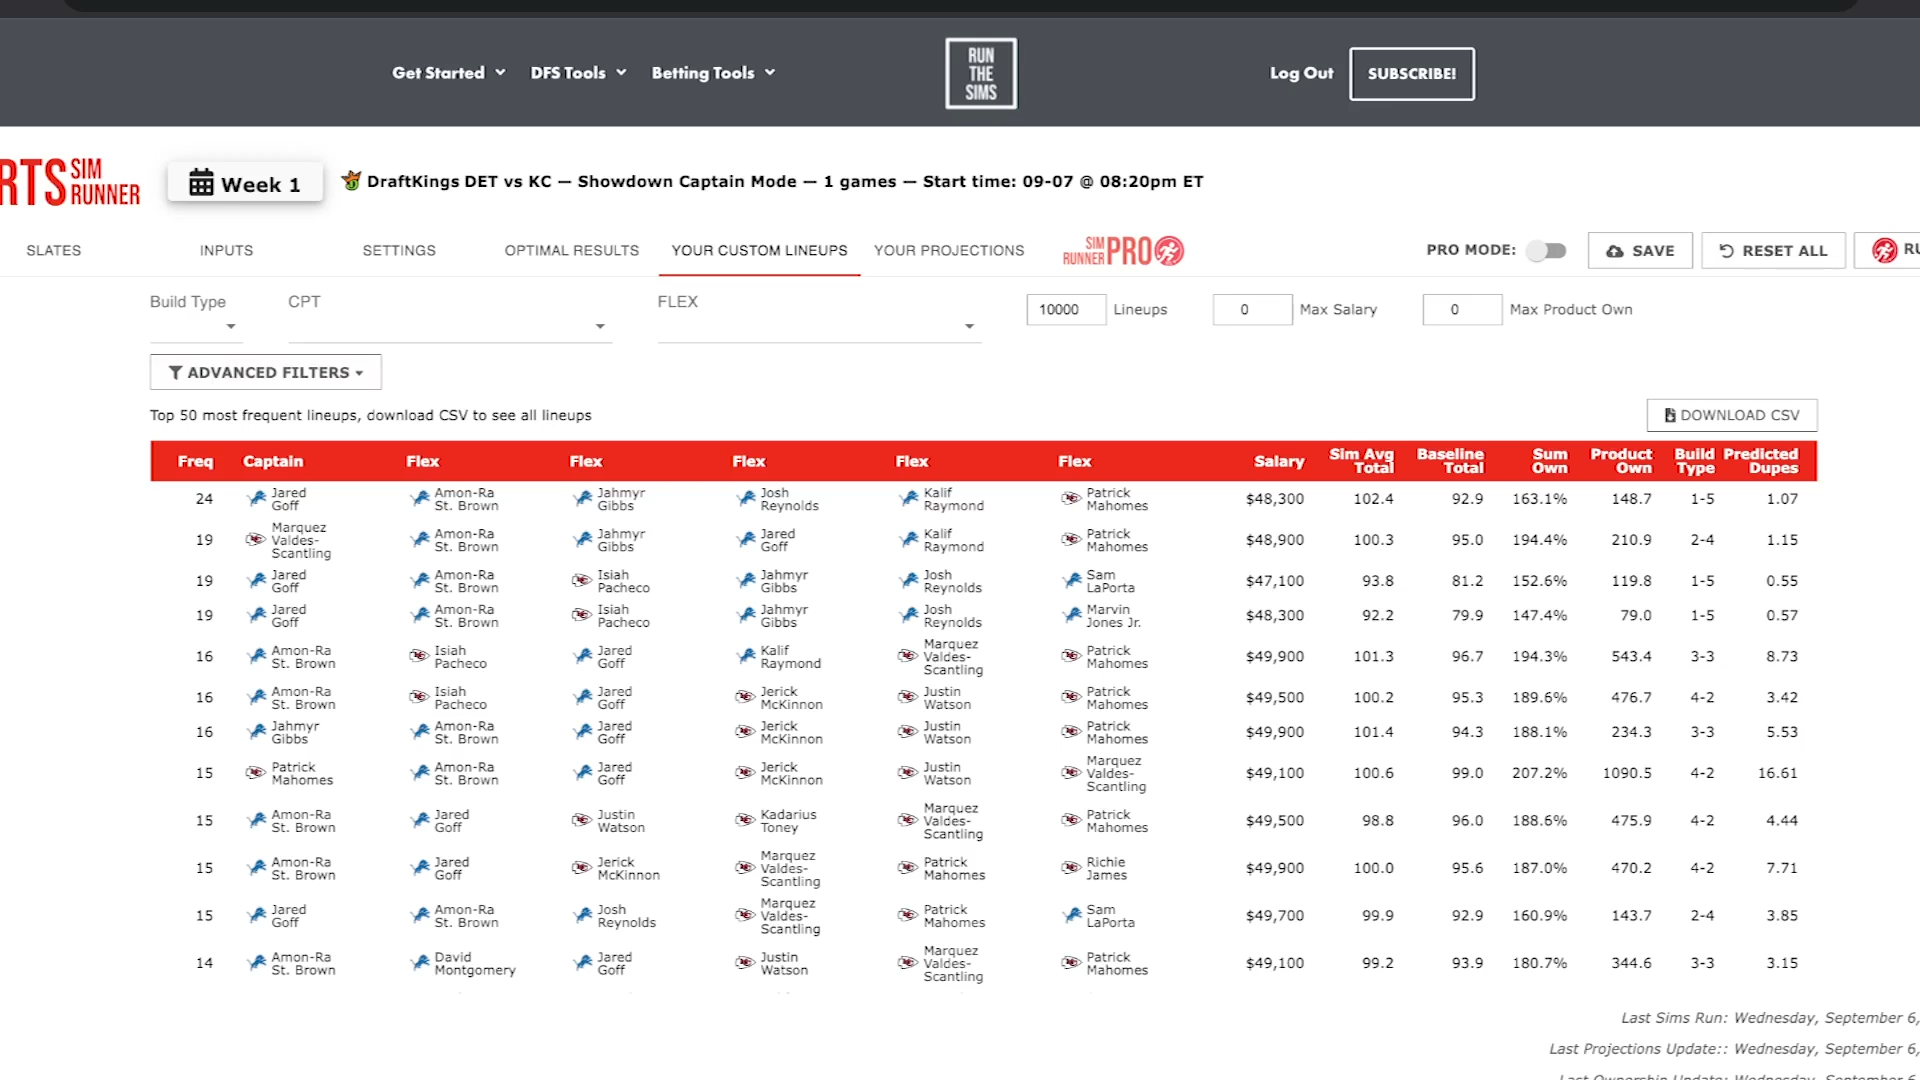 Get Started
DFS Tools
Betting Tools
RUN
THE
SIMS
Log Out
SUBSCRIBE!
RTS SIM
RUNNER
Week 1
DraftKings DET vs KC — Showdown Captain Mode — 1 games — Start time: 09-07 @ 08:20pm ET
SLATES
INPUTS
SETTINGS
OPTIMAL RESULTS
YOUR CUSTOM LINEUPS
YOUR PROJECTIONS
SIM
RUNNER PRO
PRO MODE:
SAVE
RESET ALL
Build Type
CPT
FLEX
10000 Lineups
0 Max Salary
0 Max Product Own
ADVANCED FILTERS
Top 50 most frequent lineups, download CSV to see all lineups
DOWNLOAD CSV
Freq Captain Flex Flex Flex Flex Flex Salary Sim Avg Total Baseline Total Sum Own Product Own Build Type Predicted Dupes
24 Jared Goff Amon-Ra St. Brown Jahmyr Gibbs Josh Reynolds Kalif Raymond Patrick Mahomes $48,300 102.4 92.9 163.1% 148.7 1-5 1.07
19 Marquez Valdes-Scantling Amon-Ra St. Brown Jahmyr Gibbs Jared Goff Kalif Raymond Patrick Mahomes $48,900 100.3 95.0 194.4% 210.9 2-4 1.15
19 Jared Goff Amon-Ra St. Brown Isiah Pacheco Jahmyr Gibbs Josh Reynolds Sam LaPorta $47,100 93.8 81.2 152.6% 119.8 1-5 0.55
19 Jared Goff Amon-Ra St. Brown Isiah Pacheco Jahmyr Gibbs Josh Reynolds Marvin Jones Jr. $48,300 92.2 79.9 147.4% 79.0 1-5 0.57
16 Amon-Ra St. Brown Isiah Pacheco Jared Goff Kalif Raymond Marquez Valdes-Scantling Patrick Mahomes $49,900 101.3 96.7 194.3% 543.4 3-3 8.73
16 Amon-Ra St. Brown Isiah Pacheco Jared Goff Jerick McKinnon Justin Watson Patrick Mahomes $49,500 100.2 95.3 189.6% 476.7 4-2 3.42
16 Jahmyr Gibbs Amon-Ra St. Brown Jared Goff Jerick McKinnon Justin Watson Patrick Mahomes $49,900 101.4 94.3 188.1% 234.3 3-3 5.53
15 Patrick Mahomes Amon-Ra St. Brown Jared Goff Jerick McKinnon Justin Watson Marquez Valdes-Scantling $49,100 100.6 99.0 207.2% 1090.5 4-2 16.61
15 Amon-Ra St. Brown Jared Goff Justin Watson Kadarius Toney Marquez Valdes-Scantling Patrick Mahomes $49,500 98.8 96.0 188.6% 475.9 4-2 4.44
15 Amon-Ra St. Brown Jared Goff Jerick McKinnon Marquez Valdes-Scantling Patrick Mahomes Richie James $49,900 100.0 95.6 187.0% 470.2 4-2 7.71
15 Jared Goff Amon-Ra St. Brown Josh Reynolds Marquez Valdes-Scantling Patrick Mahomes Sam LaPorta $49,700 99.9 92.9 160.9% 143.7 2-4 3.85
14 Amon-Ra St. Brown David Montgomery Jared Goff Justin Watson Marquez Valdes-Scantling Patrick Mahomes $49,100 99.2 93.9 180.7% 344.6 3-3 3.15
Last Sims Run: Wednesday, September 6,
Last Projections Update:: Wednesday, September 6,